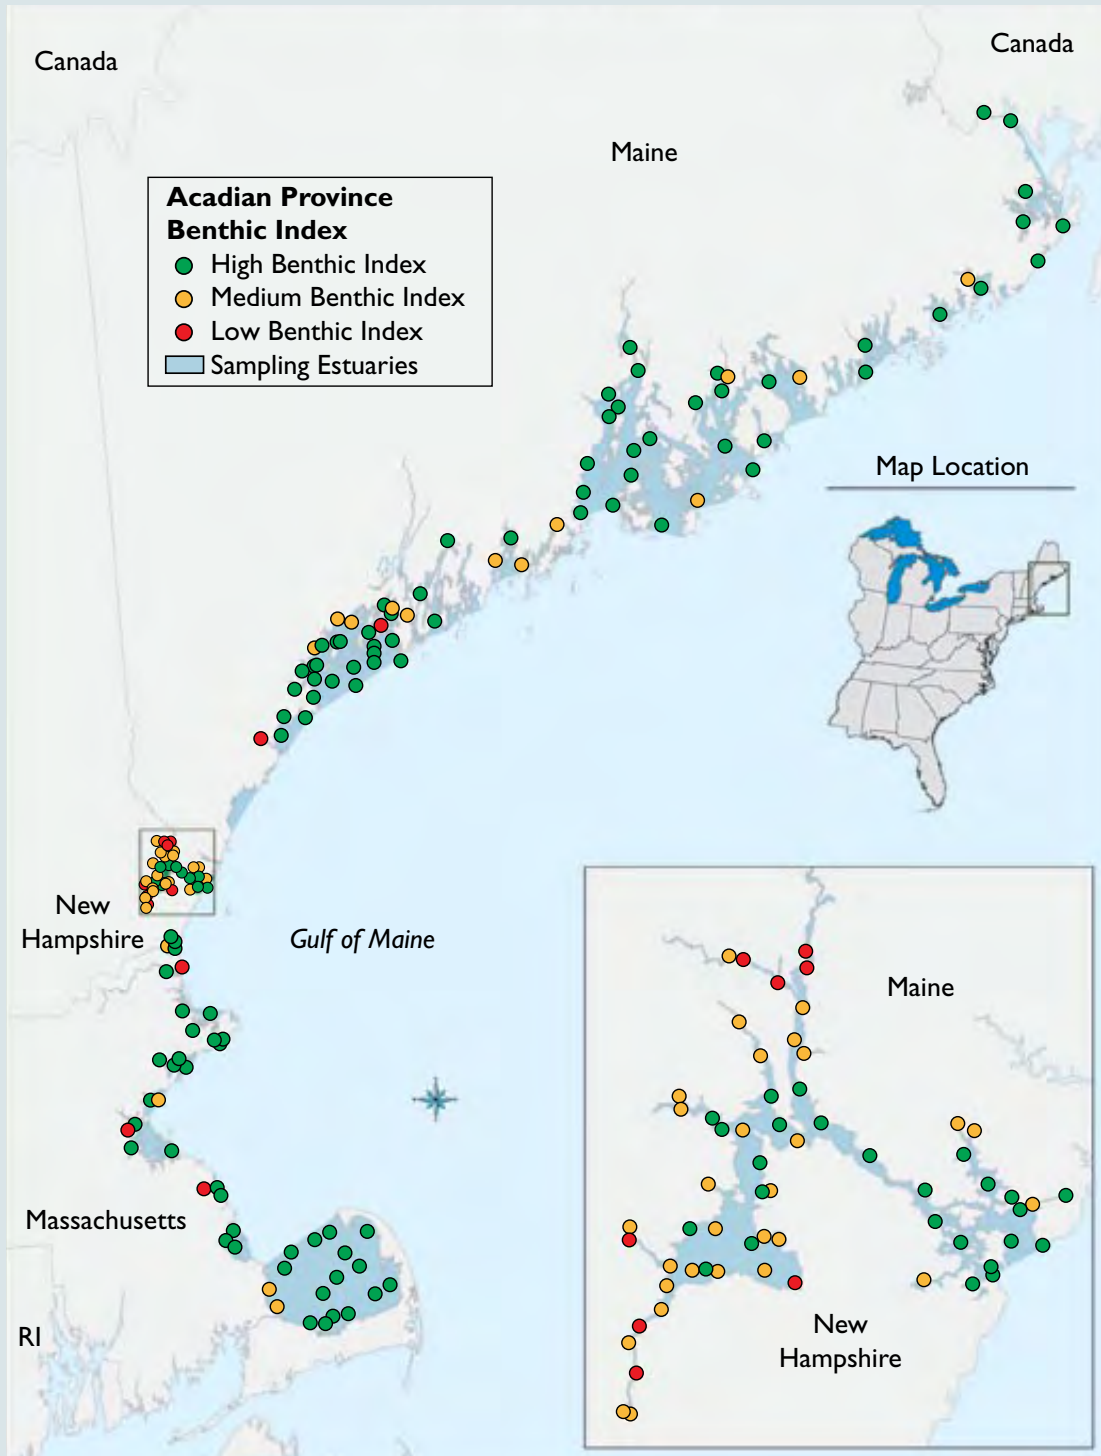 Canada
Canada
Maine
Acadian Province
Benthic Index
High Benthic Index
Medium Benthic Index
Low Benthic Index
Sampling Estuaries
Map Location
New
Hampshire
Gulf of Maine
Maine
Massachusetts
RI
New
Hampshire